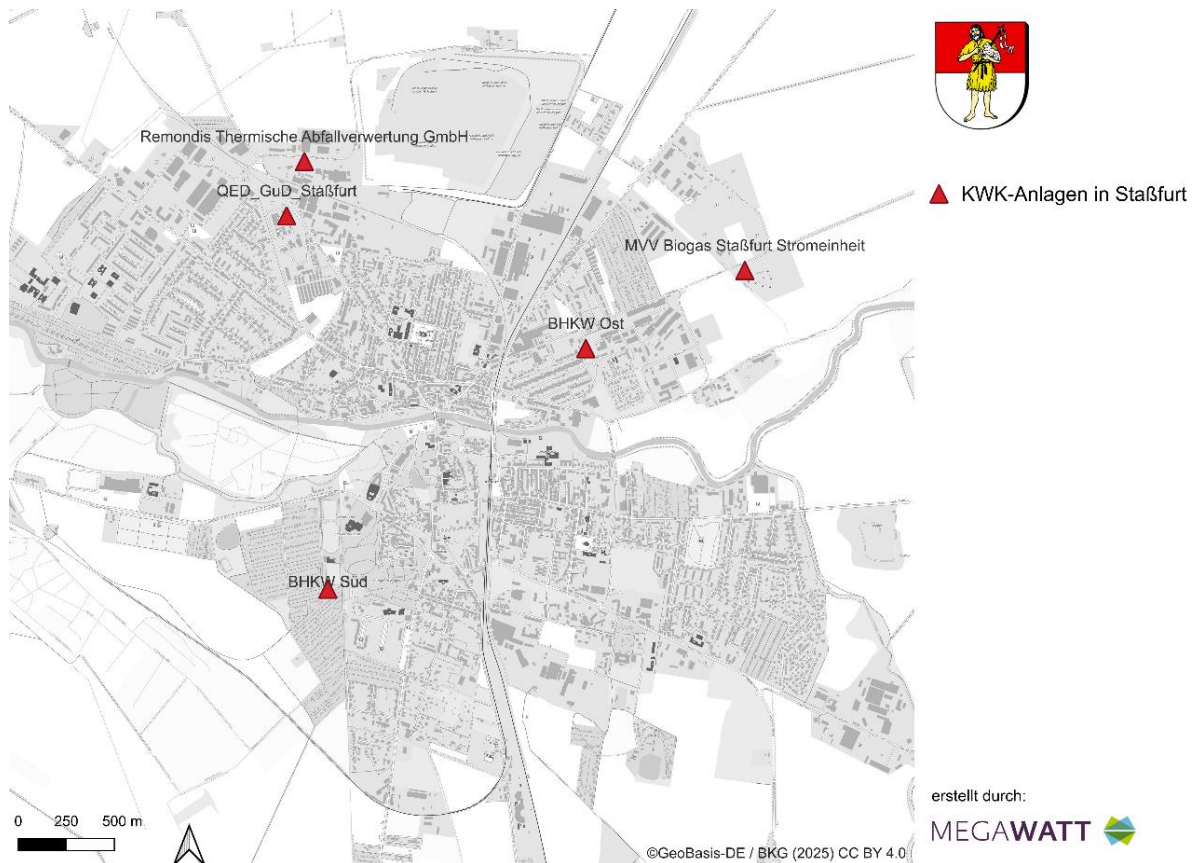 Remondis Thermische Abfallverwertung GmbH
QED_GuD_Staßfurt
MVV Biogas Staßfurt Stromeinheit
BHKW Ost
BHKW Süd
KWK-Anlagen in Staßfurt
0 250 500 m
©GeoBasis-DE / BKG (2025) CC BY 4.0
erstellt durch:
MEGAWATT